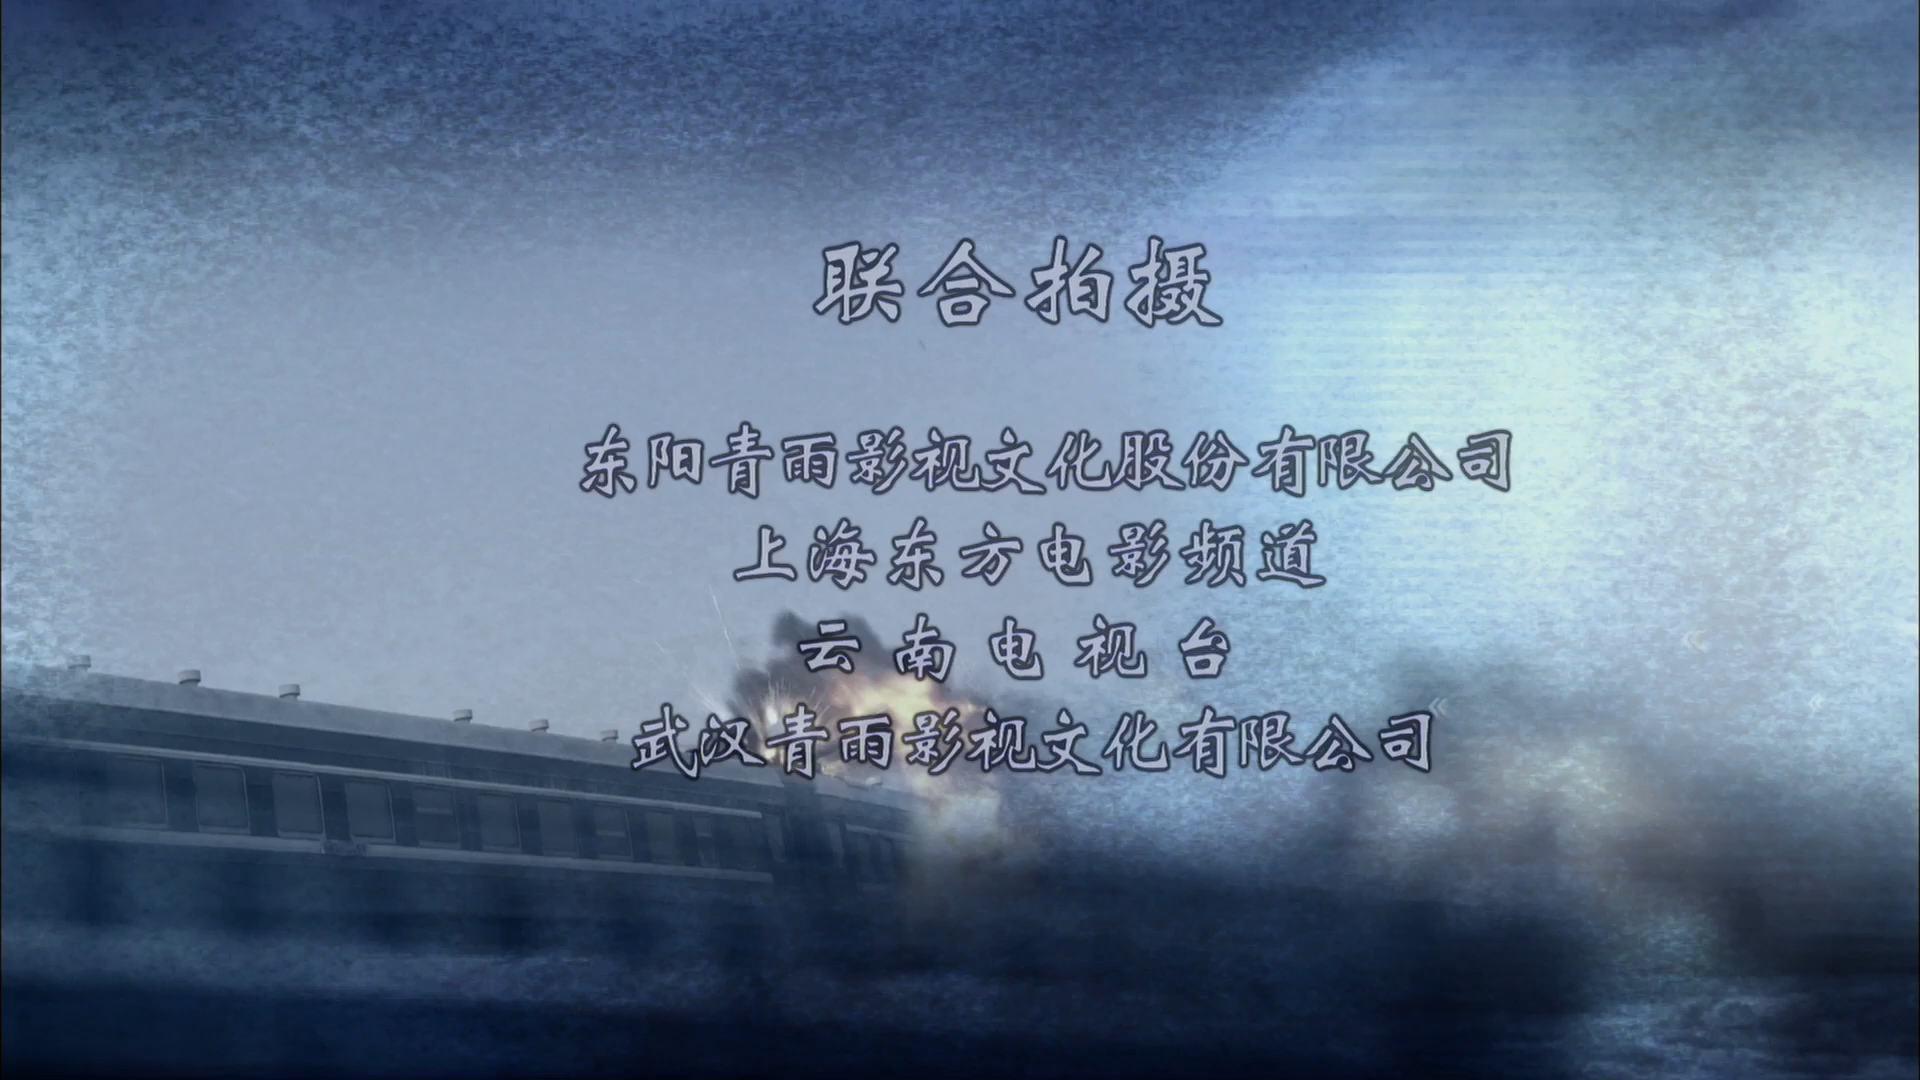 联合拍摄
东阳青雨影视文化股份有限公司
上海东方电影频道
云南电视台
武汉青雨影视文化有限公司